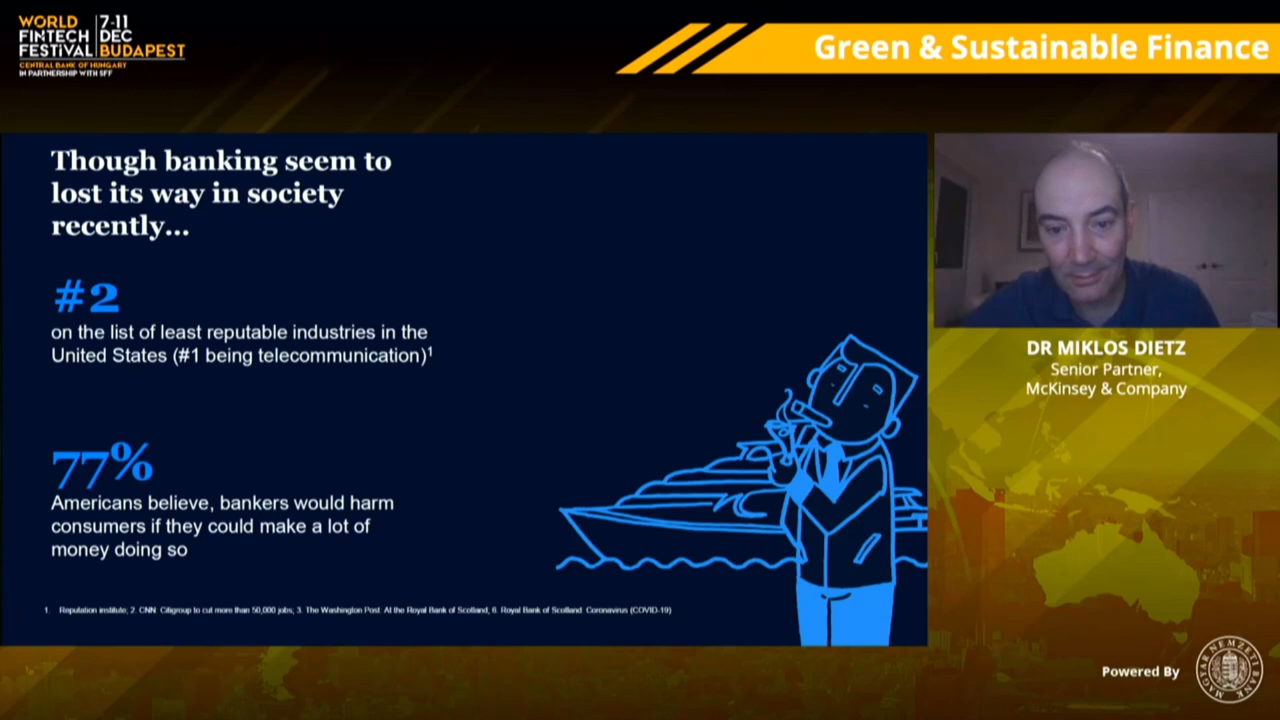 WORLD
FINTECH
FESTIVAL
7-11
DEC
BUDAPEST
CENTRAL BANK OF HUNGARY
IN PARTNERSHIP WITH SFF
Green & Sustainable Finance
Though banking seem to
lost its way in society
recently...
#2
on the list of least reputable industries in the
United States (#1 being telecommunication)1
77%
Americans believe, bankers would harm
consumers if they could make a lot of
money doing so
1. Reputation institute; 2. CNN: Citigroup to cut more than 50,000 jobs; 3. The Washington Post: At the Royal Bank of Scotland; 6. Royal Bank of Scotland: Coronavirus (COVID-19)
DR MIKLOS DIETZ
Senior Partner,
McKinsey & Company
Powered By
MAGYAR NEMZETI BANK